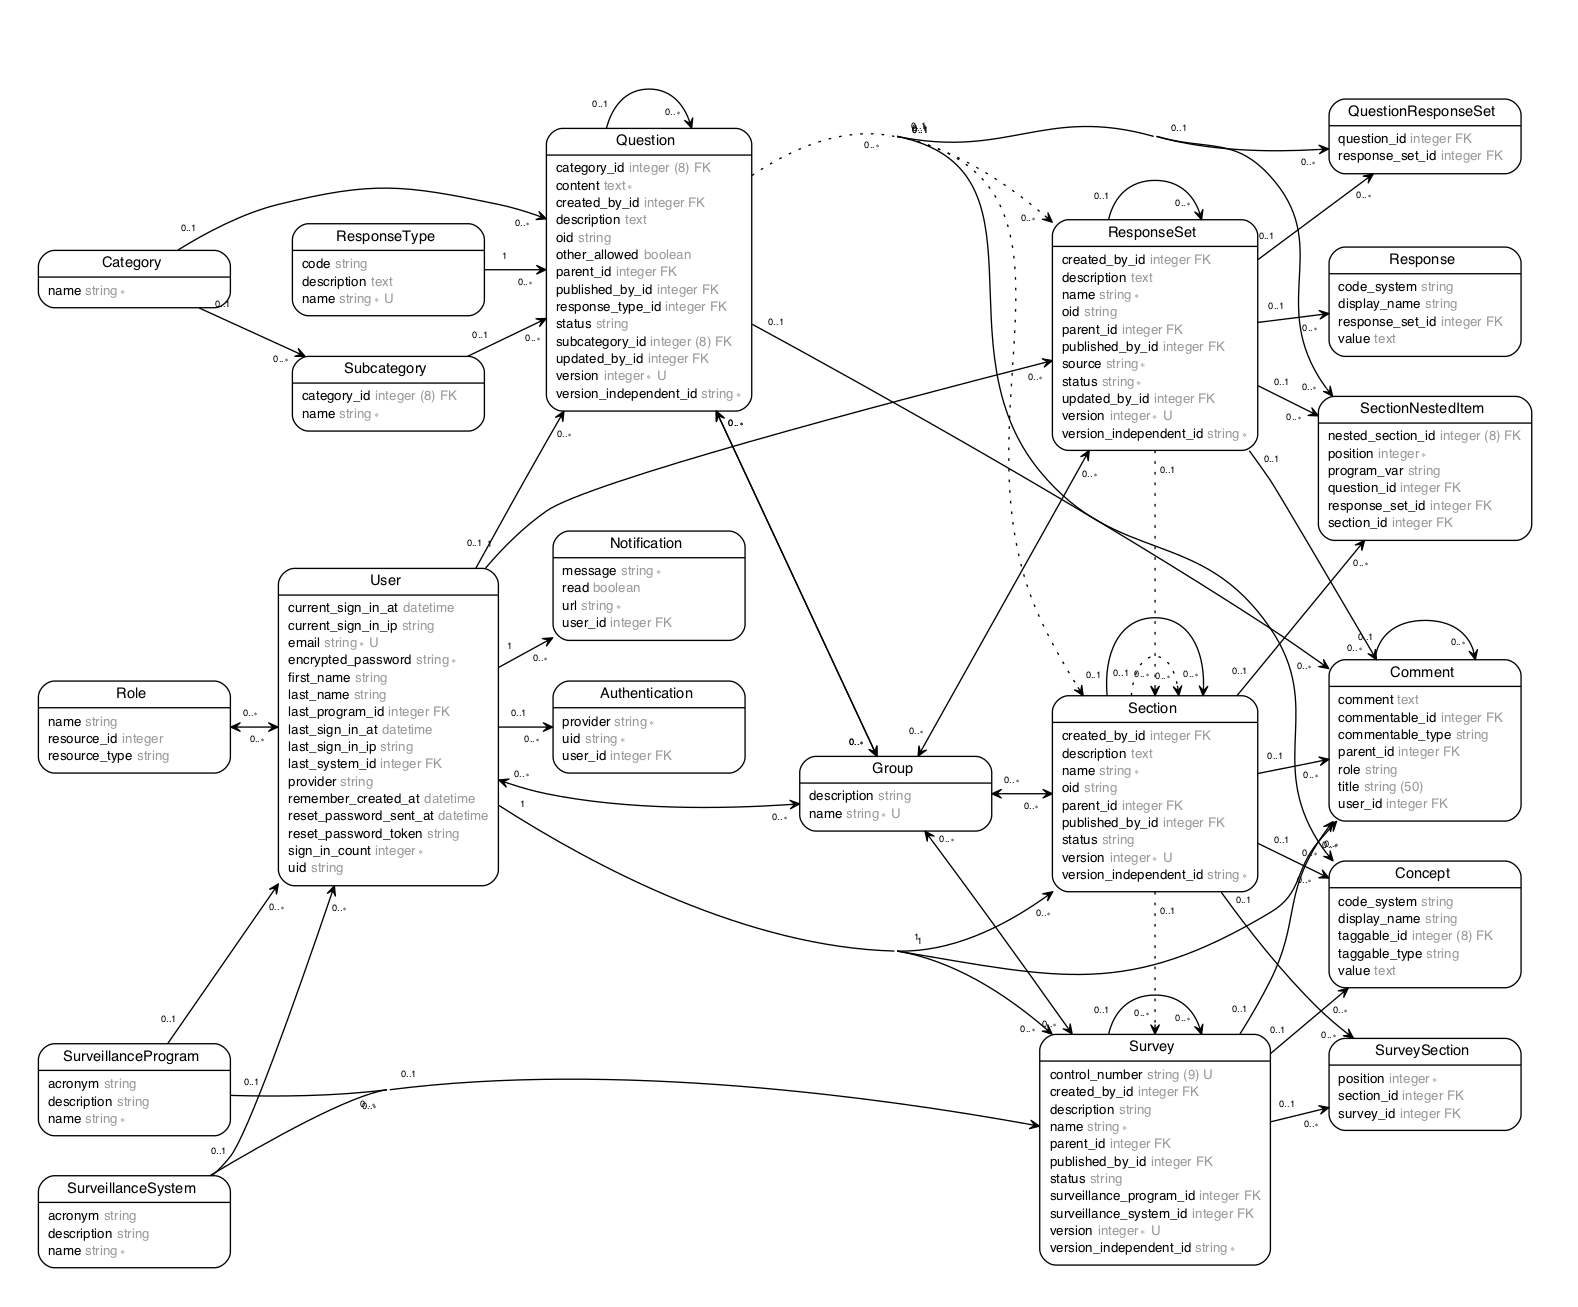 Question
category_id integer (8) FK
content text *
created_by_id integer FK
description text
oid string
other_allowed boolean
parent_id integer FK
published_by_id integer FK
response_type_id integer FK
status string
subcategory_id integer (8) FK
updated_by_id integer FK
version integer * U
version_independent_id string *
QuestionResponseSet
question_id integer FK
response_set_id integer FK
Category
name string *
ResponseType
code string
description text
name string * U
Subcategory
category_id integer (8) FK
name string *
ResponseSet
created_by_id integer FK
description text
name string *
oid string
parent_id integer FK
published_by_id integer FK
source string *
status string *
updated_by_id integer FK
version integer * U
version_independent_id string *
Response
code_system string
display_name string
response_set_id integer FK
value text
SectionNestedItem
nested_section_id integer (8) FK
position integer *
program_var string
question_id integer FK
response_set_id integer FK
section_id integer FK
User
current_sign_in_at datetime
current_sign_in_ip string
email string * U
encrypted_password string *
first_name string
last_name string
last_program_id integer FK
last_sign_in_at datetime
last_sign_in_ip string
last_system_id integer FK
provider string
remember_created_at datetime
reset_password_sent_at datetime
reset_password_token string
sign_in_count integer *
uid string
Notification
message string *
read boolean
url string *
user_id integer FK
Role
name string
resource_id integer
resource_type string
Authentication
provider string *
uid string *
user_id integer FK
Group
description string
name string * U
Section
created_by_id integer FK
description text
name string *
oid string
parent_id integer FK
published_by_id integer FK
status string
version integer * U
version_independent_id string *
Comment
comment text
commentable_id integer FK
commentable_type string
parent_id integer FK
role string
title string (50)
user_id integer FK
Concept
code_system string
display_name string
taggable_id integer (8) FK
taggable_type string
value text
SurveillanceProgram
acronym string
description string
name string *
SurveillanceSystem
acronym string
description string
name string *
Survey
control_number string (9) U
created_by_id integer FK
description string
name string *
parent_id integer FK
published_by_id integer FK
status string
surveillance_program_id integer FK
surveillance_system_id integer FK
version integer * U
version_independent_id string *
SurveySection
position integer *
section_id integer FK
survey_id integer FK